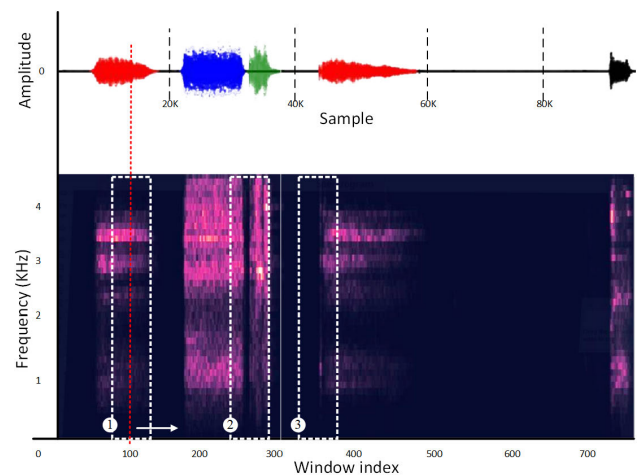 Amplitude
0
20K 40K 60K 80K
Sample
Frequency (KHz)
4
3
2
1
1 2 3
0 100 200 300 400 500 600 700
Window index